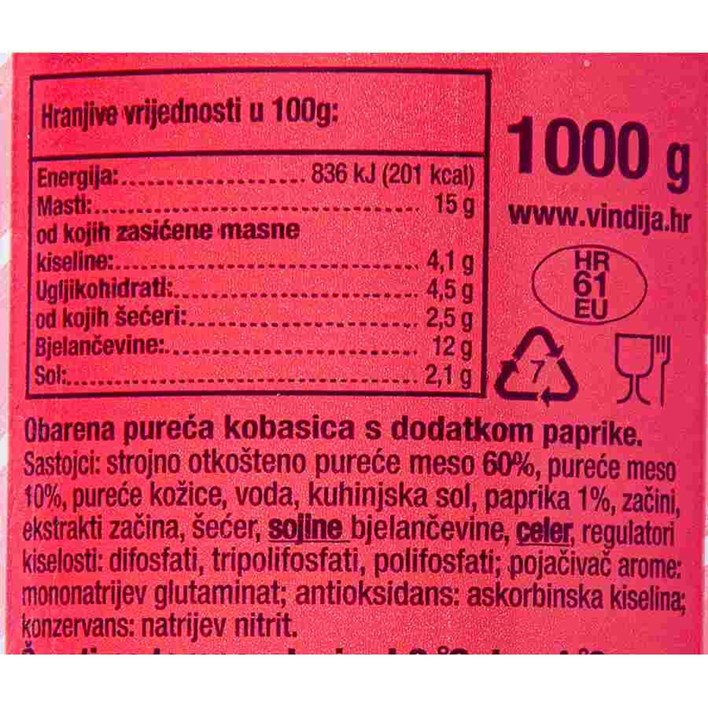 Hranjive vrijednosti u 100g:
Energija:.......................... 836 kJ (201 kcal)
Masti:............................................. 15 g
od kojih zasićene masne
kiseline:.......................................... 4,1 g
Ugljikohidrati:.................................. 4,5 g
od kojih šećeri:................................ 2,5 g
Bjelančevine:................................... 12 g
Sol:................................................ 2,1 g
1000 g
www.vindija.hr
HR
61
EU
7
Obarena pureća kobasica s dodatkom paprike.
Sastojci: strojno otkošteno pureće meso 60%, pureće meso
10%, pureće kožice, voda, kuhinjska sol, paprika 1%, začini,
ekstrakti začina, šećer, sojine bjelančevine, celer, regulatori
kiselosti: difosfati, tripolifosfati, polifosfati; pojačivač arome:
mononatrijev glutaminat; antioksidans: askorbinska kiselina;
konzervans: natrijev nitrit.